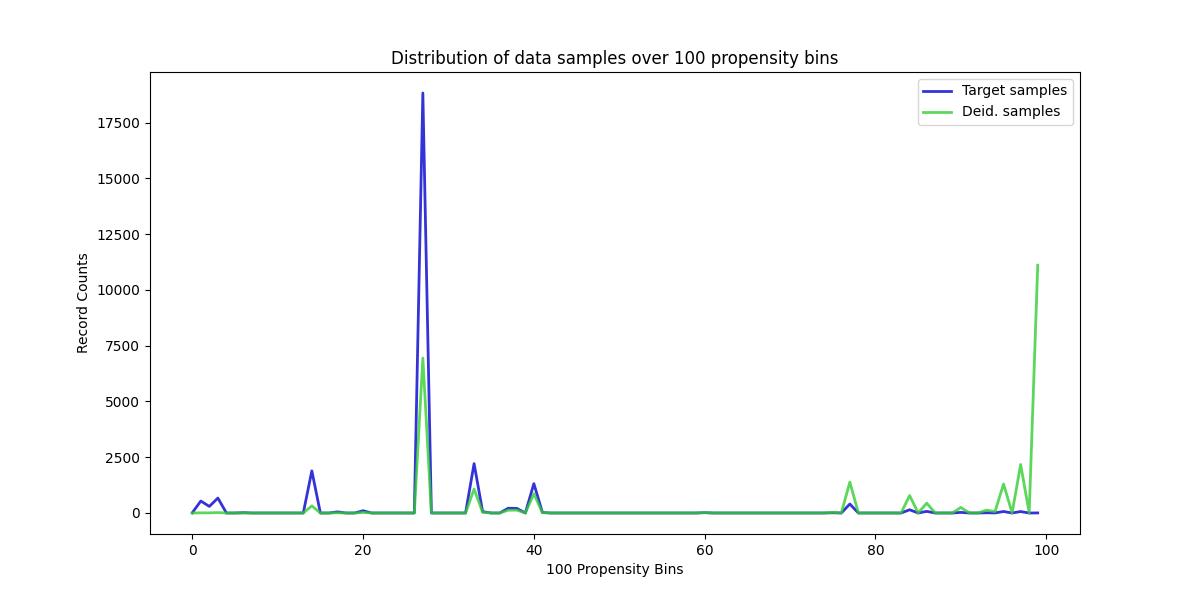 Distribution of data samples over 100 propensity bins
Target samples
Deid. samples
Record Counts
17500
15000
12500
10000
7500
5000
2500
0
0 20 40 60 80 100
100 Propensity Bins